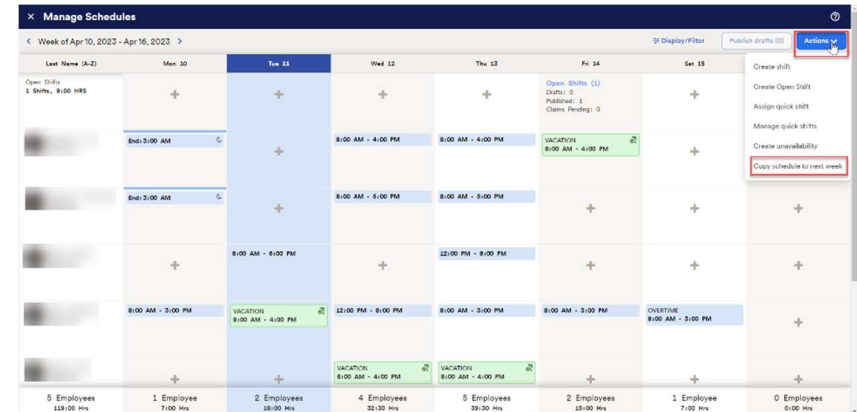 × Manage Schedules
< Week of Apr 10, 2023 - Apr 16, 2023 >
Display/Filter
Publish drafts (0)
Actions
Last Name (A-Z)
Mon 10
Tue 11
Wed 12
Thu 13
Fri 14
Sat 15
Create shift
Create Open Shift
Assign quick shift
Manage quick shifts
Create unavailability
Copy schedule to next week
Open Shifts
1 Shifts, 9:00 HRS
Open Shifts (1)
Drafts: 0
Published: 1
Claims Pending: 0
End: 3:00 AM
8:00 AM - 4:00 PM
8:00 AM - 4:00 PM
VACATION
8:00 AM - 4:00 PM
End: 3:00 AM
8:00 AM - 5:00 PM
8:00 AM - 5:00 PM
8:00 AM - 6:00 PM
12:00 PM - 8:00 PM
8:00 AM - 3:00 PM
VACATION
8:00 AM - 4:00 PM
12:00 PM - 8:00 PM
8:00 AM - 3:00 PM
8:00 AM - 3:00 PM
OVERTIME
8:00 AM - 3:00 PM
VACATION
8:00 AM - 4:00 PM
VACATION
8:00 AM - 4:00 PM
5 Employees
119:00 Hrs
1 Employee
7:00 Hrs
2 Employees
18:00 Hrs
4 Employees
32:30 Hrs
5 Employees
39:30 Hrs
2 Employees
15:00 Hrs
1 Employee
7:00 Hrs
0 Employees
0:00 Hrs